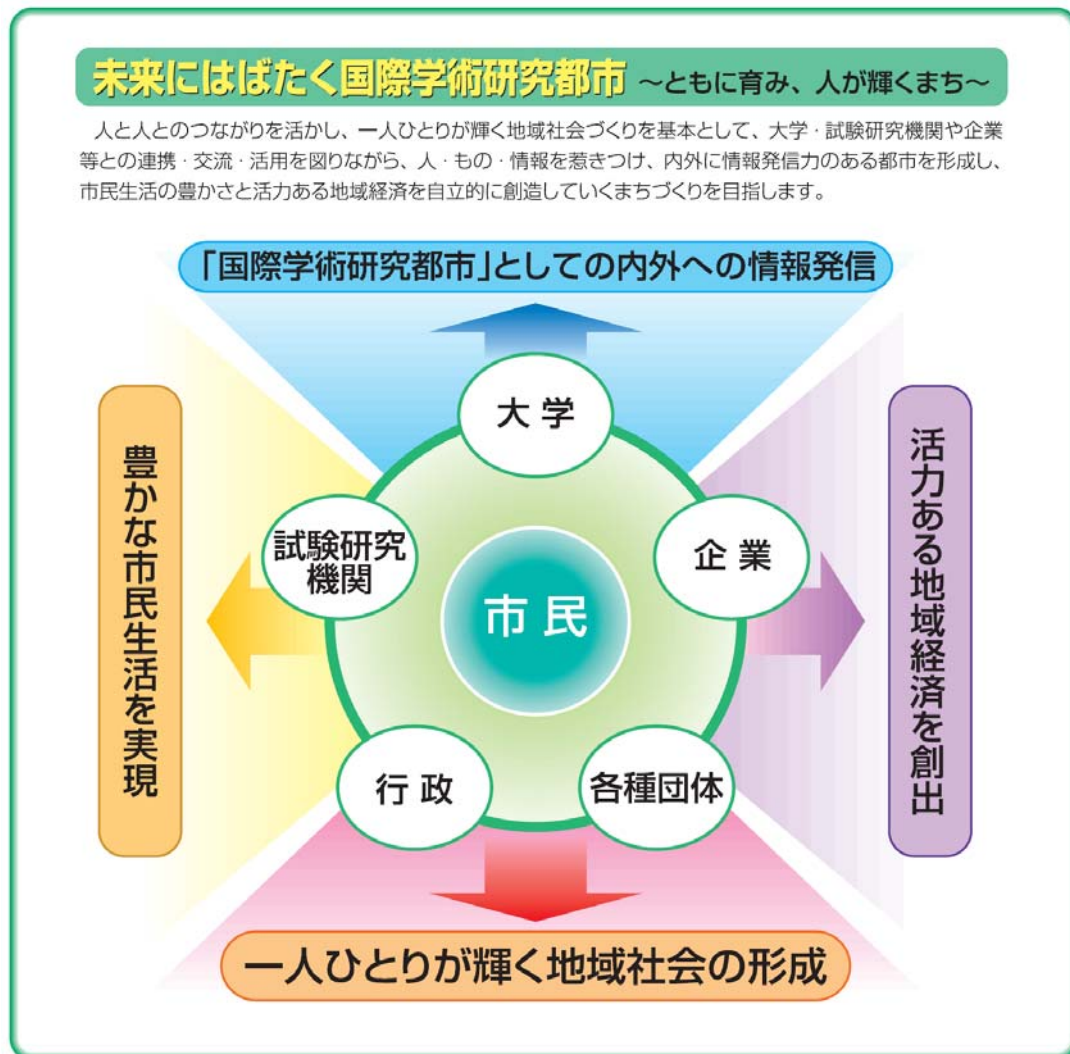 未来にはばたく国際学術研究都市 ～ともに育み、人が輝くまち～
人と人とのつながりを活かし、一人ひとりが輝く地域社会づくりを基本として、大学・試験研究機関や企業
等との連携・交流・活用を図りながら、人・もの・情報を惹きつけ、内外に情報発信力のある都市を形成し、
市民生活の豊かさと活力ある地域経済を自立的に創造していくまちづくりを目指します。
「国際学術研究都市」としての内外への情報発信
大学
豊かな市民生活を実現
試験研究
機関
企業
活力ある地域経済を創出
市民
行政
各種団体
一人ひとりが輝く地域社会の形成